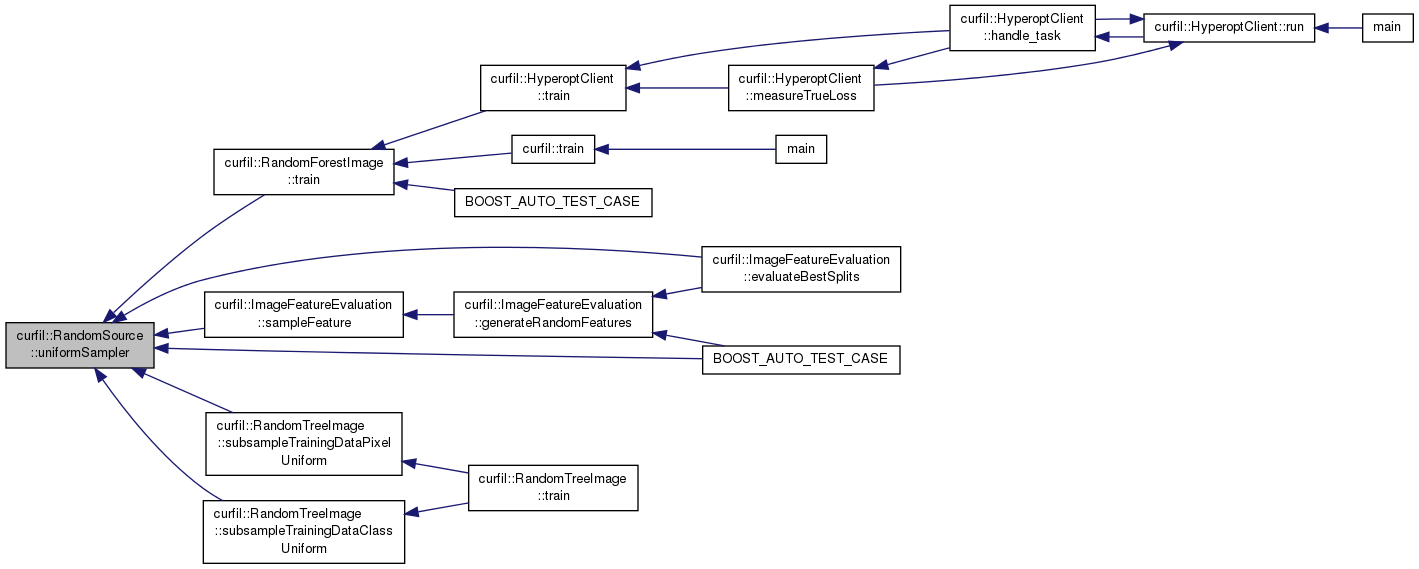 curfil::HyperoptClient
::handle_task
curfil::HyperoptClient::run
main
curfil::HyperoptClient
::train
curfil::HyperoptClient
::measureTrueLoss
curfil::RandomForestImage
::train
curfil::train
main
BOOST_AUTO_TEST_CASE
curfil::ImageFeatureEvaluation
::evaluateBestSplits
curfil::RandomSource
::uniformSampler
curfil::ImageFeatureEvaluation
::sampleFeature
curfil::ImageFeatureEvaluation
::generateRandomFeatures
BOOST_AUTO_TEST_CASE
curfil::RandomTreeImage
::subsampleTrainingDataPixel
Uniform
curfil::RandomTreeImage
::train
curfil::RandomTreeImage
::subsampleTrainingDataClass
Uniform